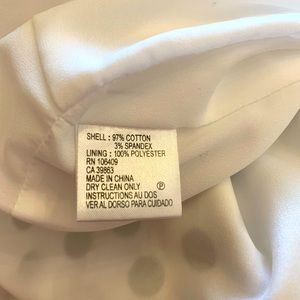 SHELL : 97% COTTON
3% SPANDEX
LINING : 100% POLYESTER
RN 106409
CA 39863
MADE IN CHINA
DRY CLEAN ONLY Ⓟ
INSTRUCTIONS AU DOS
VER AL DORSO PARA CUIDADO